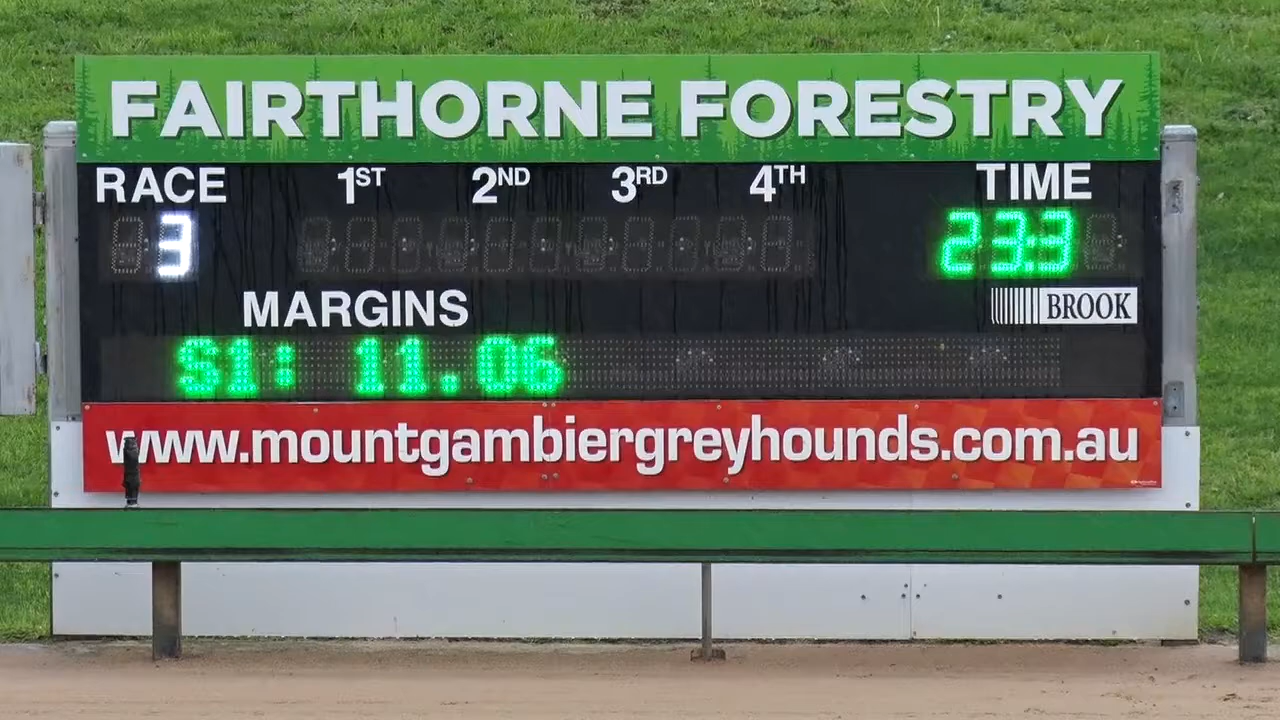 FAIRTHORNE FORESTRY
RACE 1ST 2ND 3RD 4TH TIME
3 23:3
MARGINS
BROOK
S1: 11.06
www.mountgambiergreyhounds.com.au